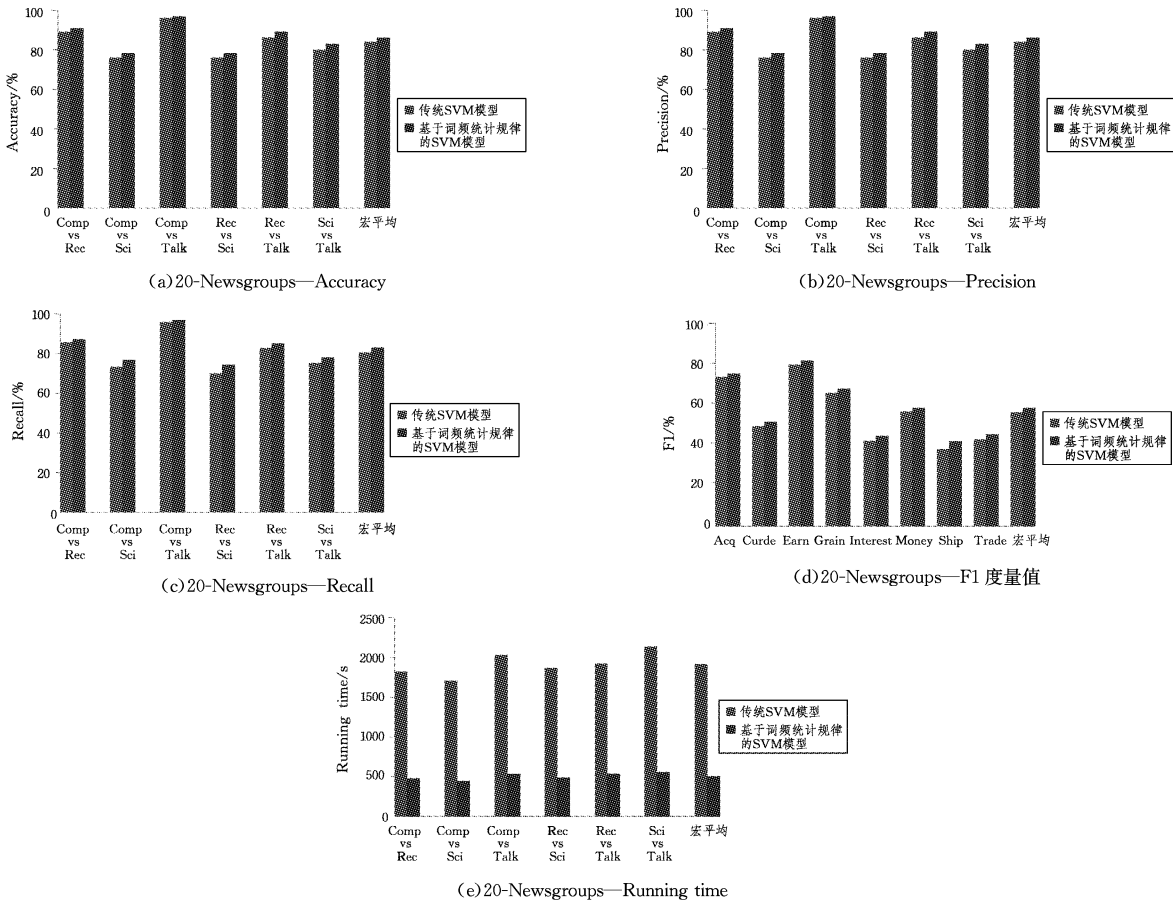 100
80
60
40
20
0
Accuracy/%
Comp vs Rec
Comp vs Sci
Comp vs Talk
Rec vs Sci
Rec vs Talk
Sci vs Talk
宏平均
传统SVM模型
基于词频统计规律
的SVM模型
(a)20-Newsgroups—Accuracy
100
80
60
40
20
0
Precision/%
Comp vs Rec
Comp vs Sci
Comp vs Talk
Rec vs Sci
Rec vs Talk
Sci vs Talk
宏平均
传统SVM模型
基于词频统计规律
的SVM模型
(b)20-Newsgroups—Precision
100
80
60
40
20
0
Recall/%
Comp vs Rec
Comp vs Sci
Comp vs Talk
Rec vs Sci
Rec vs Talk
Sci vs Talk
宏平均
传统SVM模型
基于词频统计规律
的SVM模型
(c)20-Newsgroups—Recall
100
80
60
40
20
0
F1/%
Acq Curde Earn Grain Interest Money Ship Trade 宏平均
传统SVM模型
基于词频统计规律
的SVM模型
(d)20-Newsgroups—F1 度量值
2500
2000
1500
1000
500
0
Running time/s
Comp vs Rec
Comp vs Sci
Comp vs Talk
Rec vs Sci
Rec vs Talk
Sci vs Talk
宏平均
传统SVM模型
基于词频统计规律
的SVM模型
(e)20-Newsgroups—Running time